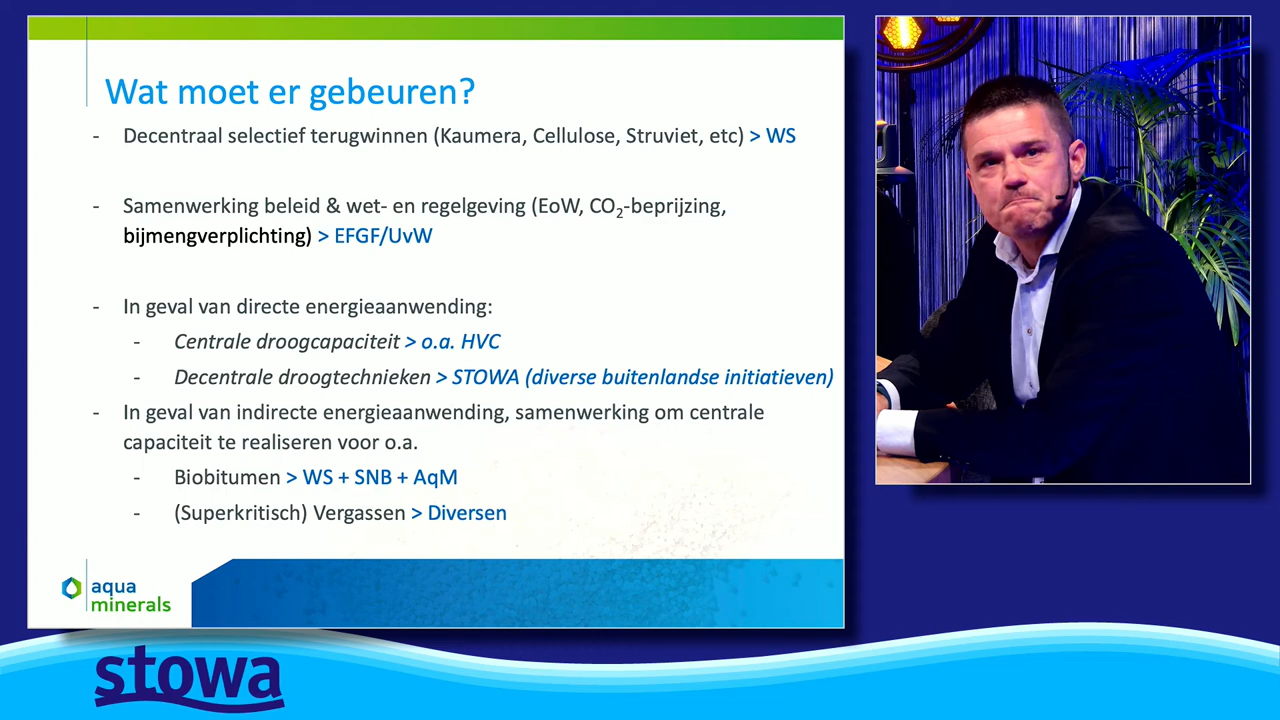 Wat moet er gebeuren?
- Decentraal selectief terugwinnen (Kaumera, Cellulose, Struviet, etc) > WS
- Samenwerking beleid & wet- en regelgeving (EoW, CO₂-beprijzing,
bijmengverplichting) > EFGF/UvW
- In geval van directe energieaanwending:
- Centrale droogcapaciteit > o.a. HVC
- Decentrale droogtechnieken > STOWA (diverse buitenlandse initiatieven)
- In geval van indirecte energieaanwending, samenwerking om centrale
capaciteit te realiseren voor o.a.
- Biobitumen > WS + SNB + AqM
- (Superkritisch) Vergassen > Diversen
aqua
minerals
stowa